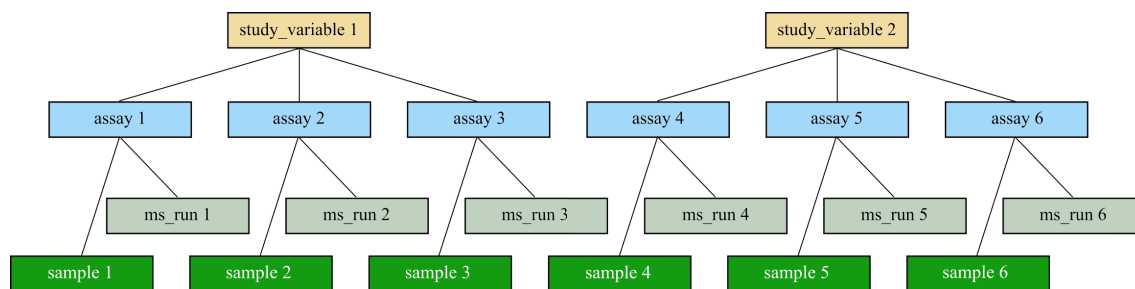 study_variable 1
study_variable 2
assay 1
assay 2
assay 3
assay 4
assay 5
assay 6
ms_run 1
ms_run 2
ms_run 3
ms_run 4
ms_run 5
ms_run 6
sample 1
sample 2
sample 3
sample 4
sample 5
sample 6